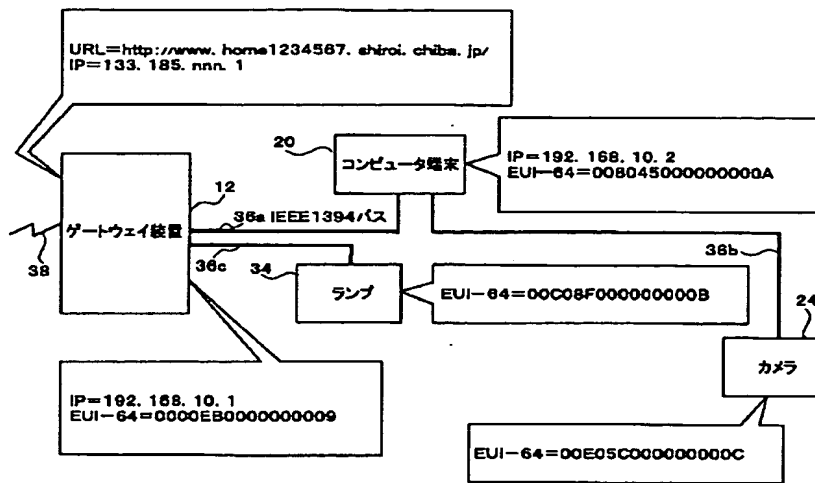 URL=http://www. home1234567. shiroi. chiba. jp/
IP=133. 185. nnn. 1
20
コンピュータ端末
IP=192. 168. 10. 2
EUI-64=008045000000000A
12
ゲートウェイ装置
36a IEEE1394バス
36c
38
34
ランプ
EUI-64=00C08F000000000B
36b
24
カメラ
IP=192. 168. 10. 1
EUI-64=0000EB0000000009
EUI-64=00E05C000000000C